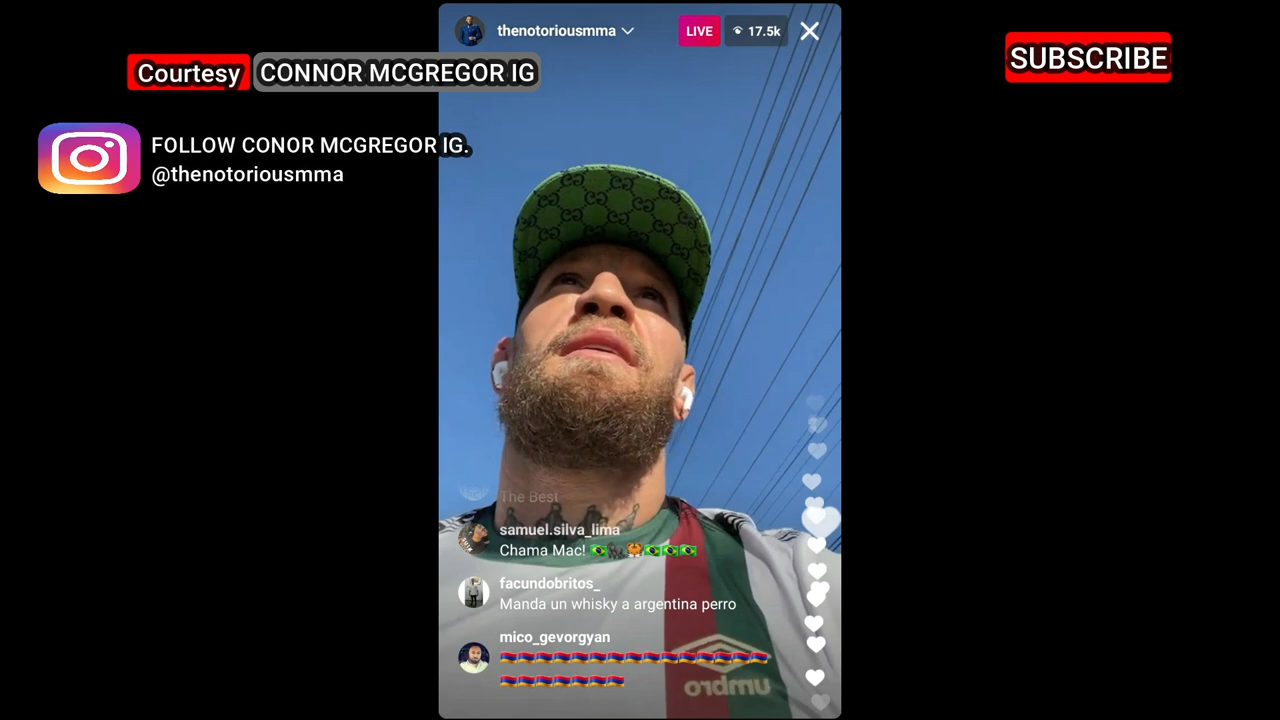 thenotoriousmma
LIVE
17.5k
Courtesy
CONNOR MCGREGOR IG
SUBSCRIBE
FOLLOW CONOR MCGREGOR IG.
@thenotoriousmma
The Best
samuel.silva_lima
Chama Mac!
facundobritos_
Manda un whisky a argentina perro
mico_gevorgyan
umbro